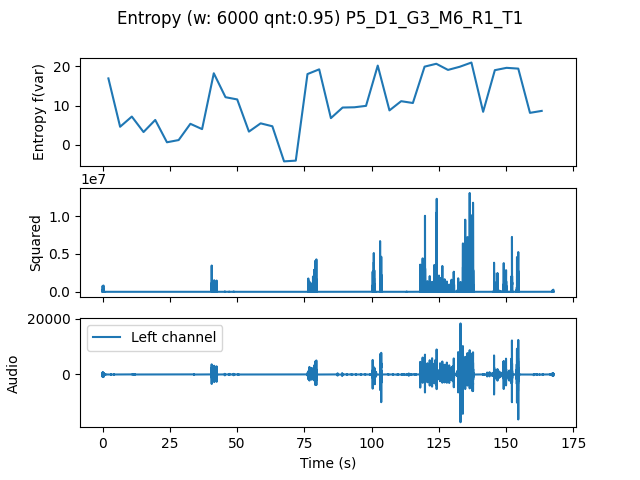 Entropy (w: 6000 qnt:0.95) P5_D1_G3_M6_R1_T1
Entropy f(var)
20
10
0
1e7
Squared
1.0
0.5
0.0
Audio
20000
0
Left channel
0
25
50
75
100
125
150
175
Time (s)